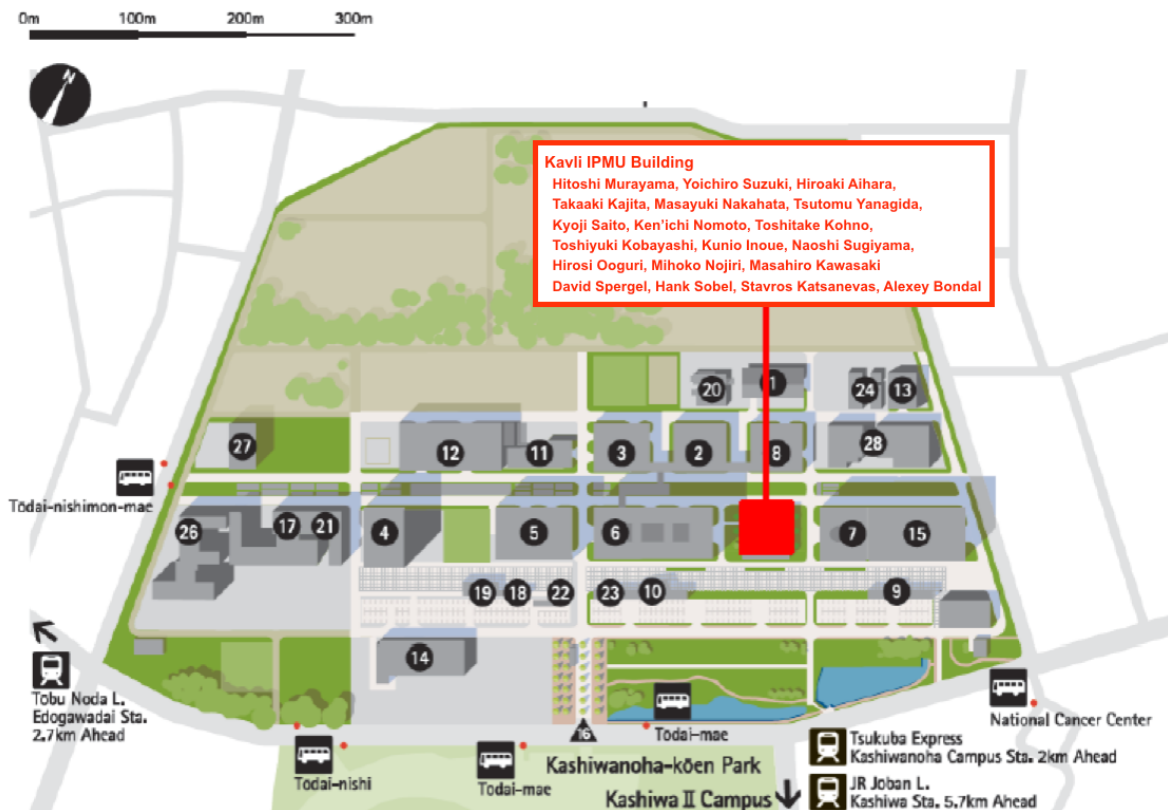 0m 100m 200m 300m
N
Kavli IPMU Building
Hitoshi Murayama, Yoichiro Suzuki, Hiroaki Aihara,
Takaaki Kajita, Masayuki Nakahata, Tsutomu Yanagida,
Kyoji Saito, Ken'ichi Nomoto, Toshitake Kohno,
Toshiyuki Kobayashi, Kunio Inoue, Naoshi Sugiyama,
Hirosi Ooguri, Mihoko Nojiri, Masahiro Kawasaki
David Spergel, Hank Sobel, Stavros Katsanevas, Alexey Bondal
20 1 24 13
27 12 11 3 2 8 28
Tōdai-nishimon-mae
26 17 21 4 5 6 7 15
19 18 22 23 10 9
14
Tobu Noda L.
Edogawadai Sta.
2.7km Ahead
16
Tōdai-nishi
Tōdai-mae
Tōdai-mae
National Cancer Center
Kashiwanoha-kōen Park
Kashiwa II Campus
Tsukuba Express
Kashiwanoha Campus Sta. 2km Ahead
JR Joban L.
Kashiwa Sta. 5.7km Ahead